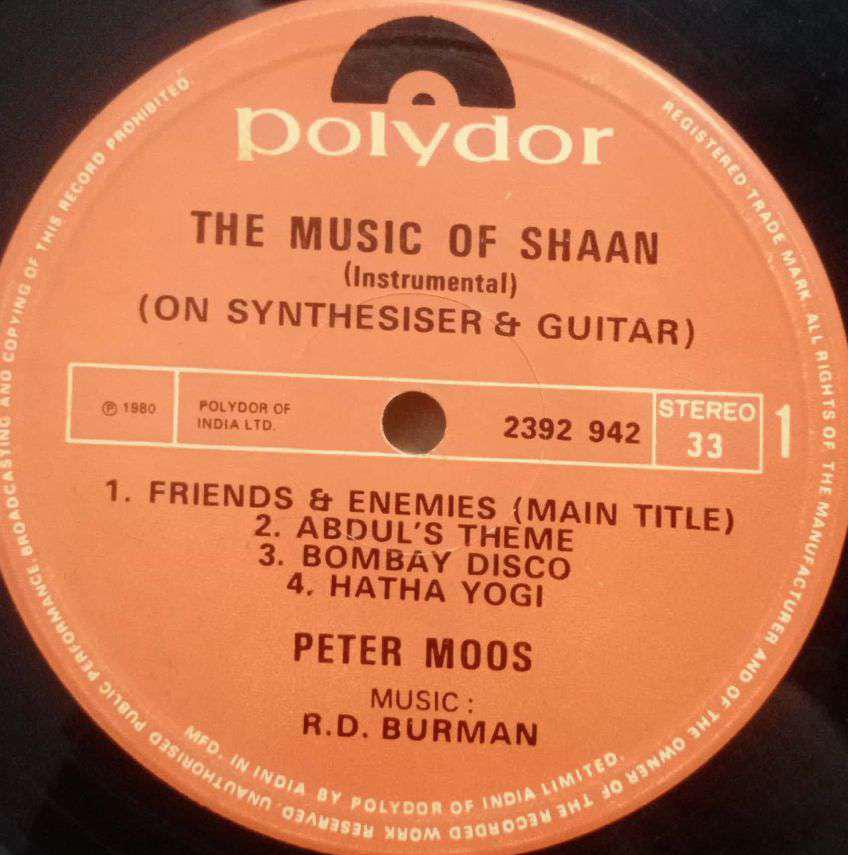 polydor
THE MUSIC OF SHAAN
(Instrumental)
(ON SYNTHESISER & GUITAR)
℗ 1980
POLYDOR OF
INDIA LTD.
2392 942
STEREO
33
1
1. FRIENDS & ENEMIES (MAIN TITLE)
2. ABDUL'S THEME
3. BOMBAY DISCO
4. HATHA YOGI
PETER MOOS
MUSIC :
R.D. BURMAN
MFD. IN INDIA BY POLYDOR OF INDIA LIMITED.
REGISTERED TRADE MARK. ALL RIGHTS OF THE MANUFACTURER AND OF THE OWNER OF THE RECORDED WORK RESERVED. UNAUTHORISED PUBLIC PERFORMANCE, BROADCASTING AND COPYING OF THIS RECORD PROHIBITED